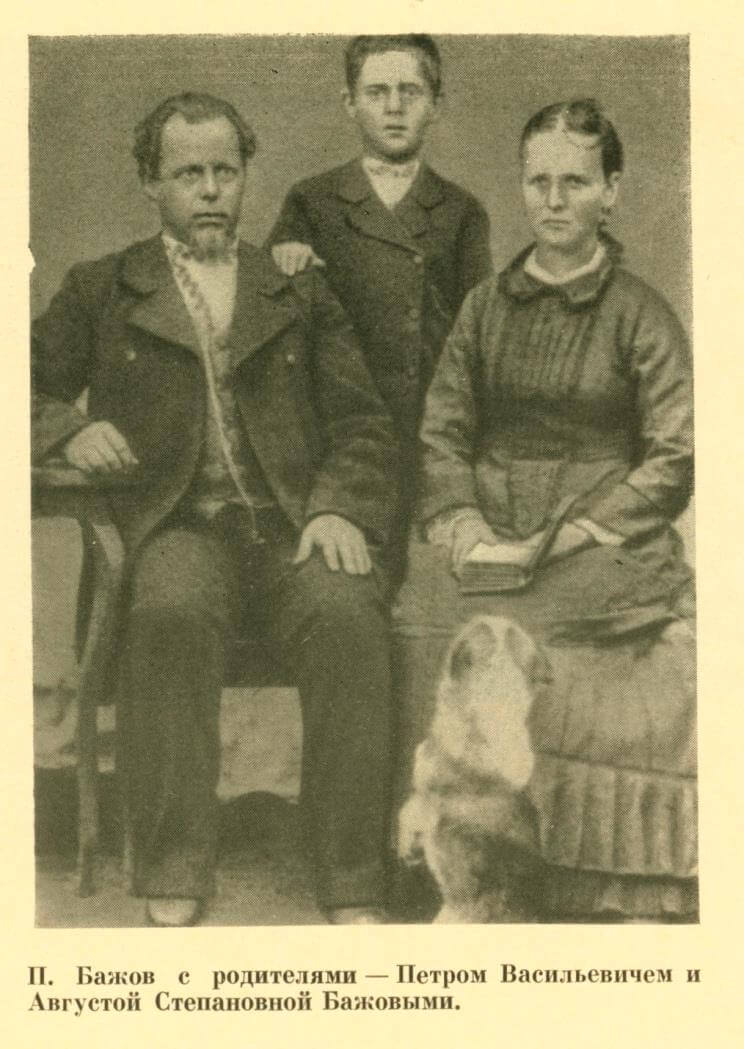 П. Бажов с родителями — Петром Васильевичем и
Августой Степановной Бажовыми.